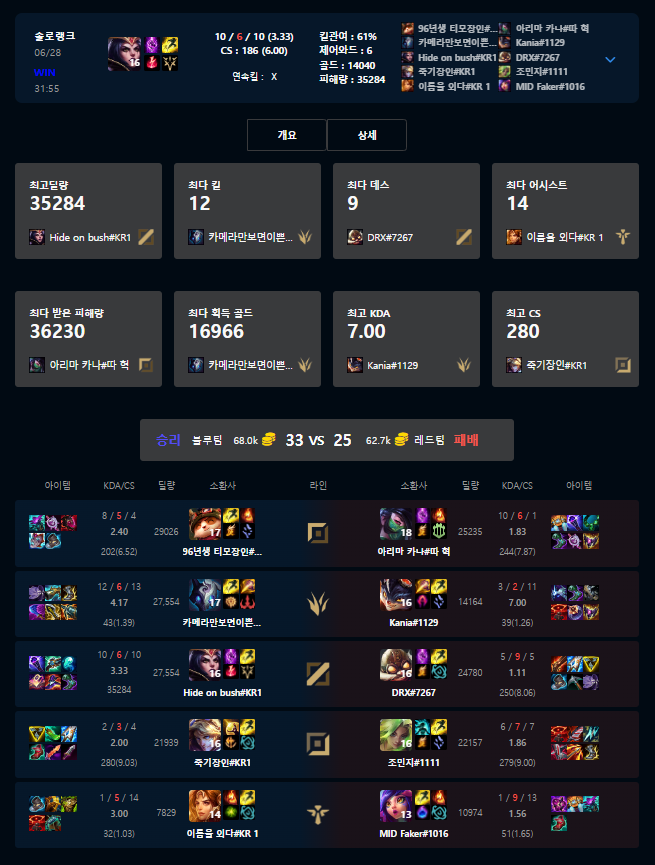 솔로랭크
06/28
WIN
31:55
16
10 / 6 / 10 (3.33)
CS : 186 (6.00)
연속킬 : X
킬관여 : 61%
제어와드 : 6
골드 : 14040
피해량 : 35284
96년생 티모장인#... 아리마 카나#따 혁
카메라만보면이쁜... Kania#1129
Hide on bush#KR1 DRX#7267
죽기장인#KR1 조민지#1111
이름을 외다#KR 1 MID Faker#1016
개요 상세
최고딜량 최다 킬 최다 데스 최다 어시스트
35284 12 9 14
Hide on bush#KR1 카메라만보면이쁜... DRX#7267 이름을 외다#KR 1
최다 받은 피해량 최다 획득 골드 최고 KDA 최고 CS
36230 16966 7.00 280
아리마 카나#따 혁 카메라만보면이쁜... Kania#1129 죽기장인#KR1
승리 블루팀 68.0k 33 VS 25 62.7k 레드팀 패배
아이템 KDA/CS 딜량 소환사 라인 소환사 딜량 KDA/CS 아이템
8 / 5 / 4 10 / 6 / 1
2.40 29026 17 18 25235 1.83
202(6.52) 96년생 티모장인#... 아리마 카나#따 혁 244(7.87)
12 / 6 / 13 3 / 2 / 11
4.17 27,554 17 16 14164 7.00
43(1.39) 카메라만보면이쁜... Kania#1129 39(1.26)
10 / 6 / 10 5 / 9 / 5
3.33 27,554 16 16 24780 1.11
35284 Hide on bush#KR1 DRX#7267 250(8.06)
2 / 3 / 4 6 / 7 / 7
2.00 21939 16 16 22157 1.86
280(9.03) 죽기장인#KR1 조민지#1111 279(9.00)
1 / 5 / 14 1 / 9 / 13
3.00 7829 14 13 10974 1.56
32(1.03) 이름을 외다#KR 1 MID Faker#1016 51(1.65)